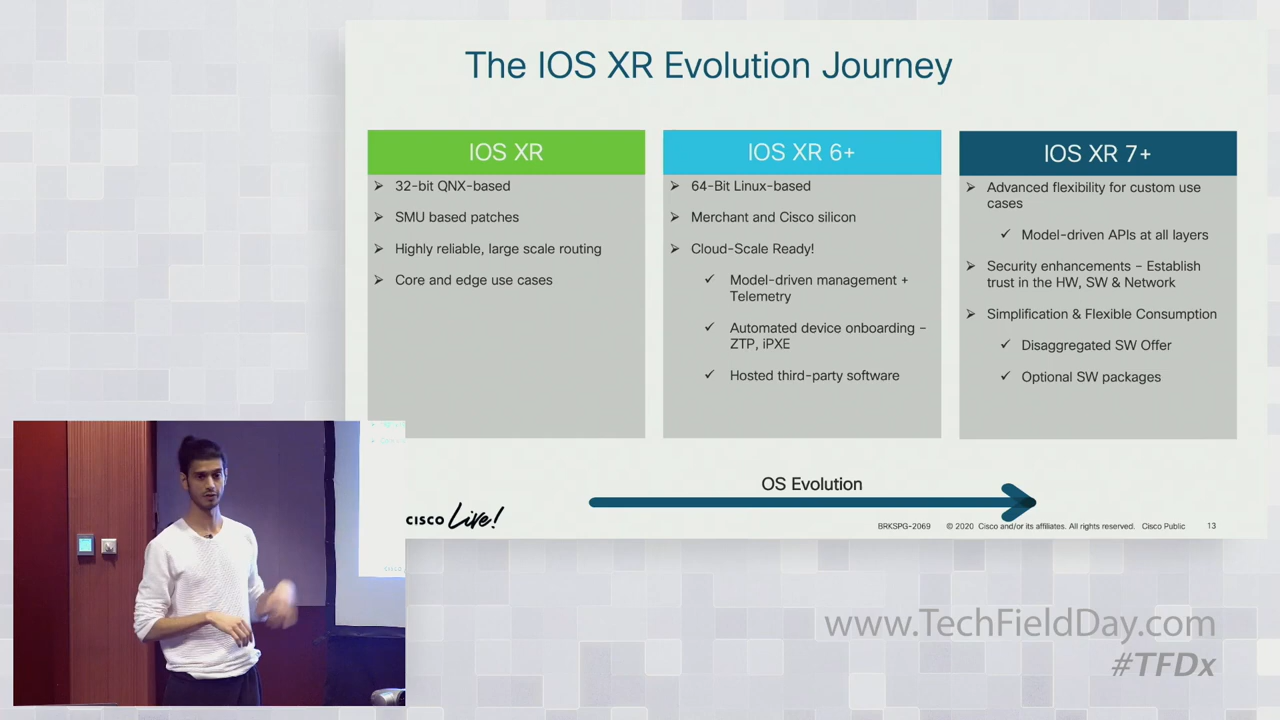 The IOS XR Evolution Journey
IOS XR
32-bit QNX-based
SMU based patches
Highly reliable, large scale routing
Core and edge use cases
IOS XR 6+
64-Bit Linux-based
Merchant and Cisco silicon
Cloud-Scale Ready!
Model-driven management +
Telemetry
Automated device onboarding –
ZTP, iPXE
Hosted third-party software
IOS XR 7+
Advanced flexibility for custom use
cases
Model-driven APIs at all layers
Security enhancements – Establish
trust in the HW, SW & Network
Simplification & Flexible Consumption
Disaggregated SW Offer
Optional SW packages
OS Evolution
CISCO Live!
BRKSPG-2069 © 2020 Cisco and/or its affiliates. All rights reserved. Cisco Public 13
www.TechFieldDay.com
#TFDx